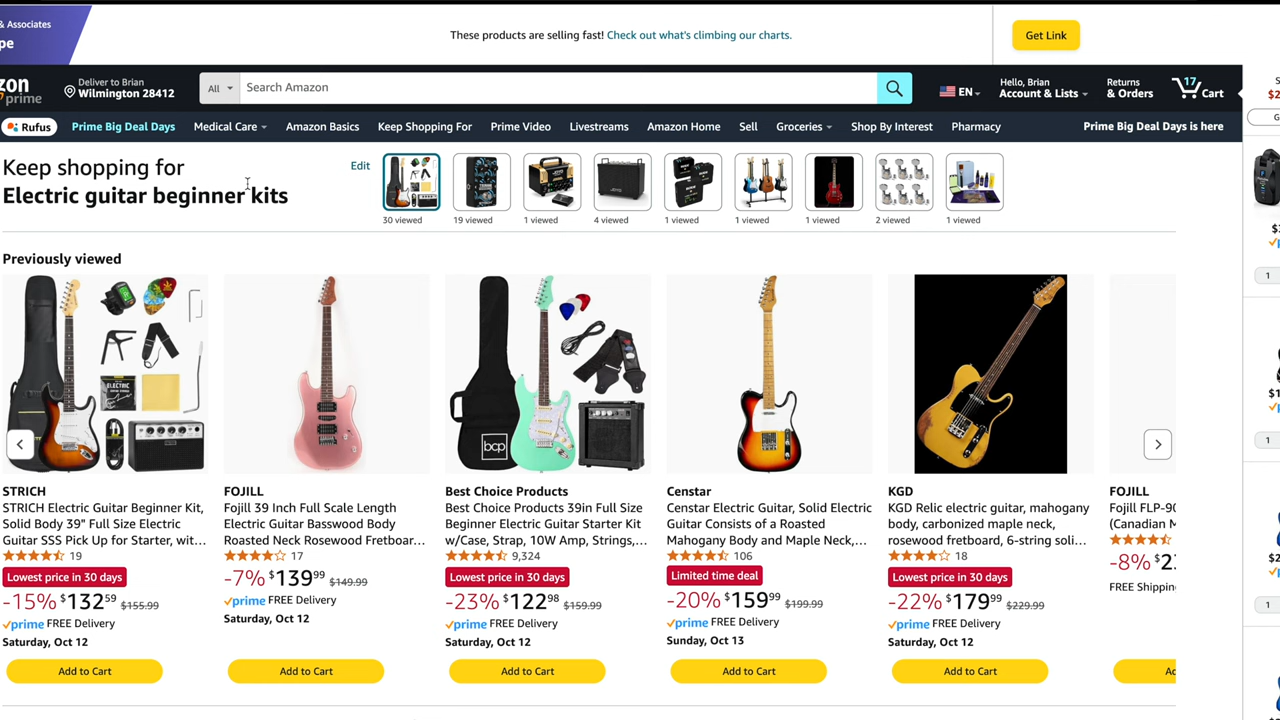 & Associates
pe
These products are selling fast! Check out what's climbing our charts.
Get Link
zon
prime
Deliver to Brian
Wilmington 28412
All
Search Amazon
EN
Hello, Brian
Account & Lists
Returns
& Orders
17
Cart
Rufus
Prime Big Deal Days
Medical Care
Amazon Basics
Keep Shopping For
Prime Video
Livestreams
Amazon Home
Sell
Groceries
Shop By Interest
Pharmacy
Prime Big Deal Days is here
Keep shopping for
Electric guitar beginner kits
Edit
30 viewed
19 viewed
1 viewed
4 viewed
1 viewed
1 viewed
1 viewed
2 viewed
1 viewed
Previously viewed
bcp
STRICH
STRICH Electric Guitar Beginner Kit,
Solid Body 39" Full Size Electric
Guitar SSS Pick Up for Starter, wit...
19
Lowest price in 30 days
-15% $132 59 $155.99
prime FREE Delivery
Saturday, Oct 12
Add to Cart
FOJILL
Fojill 39 Inch Full Scale Length
Electric Guitar Basswood Body
Roasted Neck Rosewood Fretboar...
17
-7% $139 99 $149.99
prime FREE Delivery
Saturday, Oct 12
Add to Cart
Best Choice Products
Best Choice Products 39in Full Size
Beginner Electric Guitar Starter Kit
w/Case, Strap, 10W Amp, Strings,...
9,324
Lowest price in 30 days
-23% $122 98 $159.99
prime FREE Delivery
Saturday, Oct 12
Add to Cart
Censtar
Censtar Electric Guitar, Solid Electric
Guitar Consists of a Roasted
Mahogany Body and Maple Neck,...
106
Limited time deal
-20% $159 99 $199.99
prime FREE Delivery
Sunday, Oct 13
Add to Cart
KGD
KGD Relic electric guitar, mahogany
body, carbonized maple neck,
rosewood fretboard, 6-string soli...
18
Lowest price in 30 days
-22% $179 99 $229.99
prime FREE Delivery
Saturday, Oct 12
Add to Cart
FOJILL
Fojill FLP-90
(Canadian M
-8% $2
FREE Shippin
1
1
1